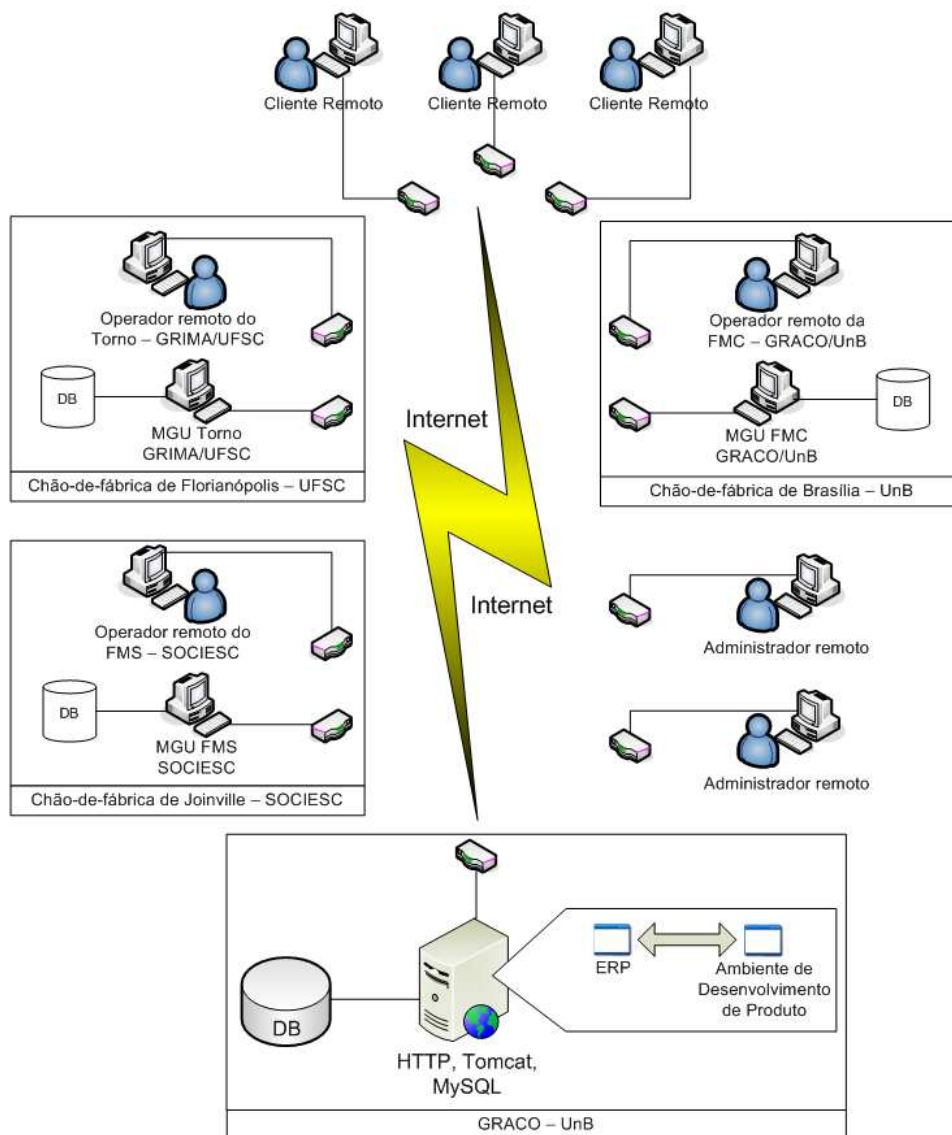 Cliente Remoto
Cliente Remoto
Cliente Remoto
Operador remoto do
Torno – GRIMA/UFSC
DB
MGU Torno
GRIMA/UFSC
Chão-de-fábrica de Florianópolis – UFSC
Operador remoto da
FMC – GRACO/UnB
MGU FMC
GRACO/UnB
DB
Chão-de-fábrica de Brasília – UnB
Internet
Internet
Operador remoto do
FMS – SOCIESC
DB
MGU FMS
SOCIESC
Chão-de-fábrica de Joinville – SOCIESC
Administrador remoto
Administrador remoto
DB
HTTP, Tomcat,
MySQL
ERP
Ambiente de
Desenvolvimento
de Produto
GRACO – UnB